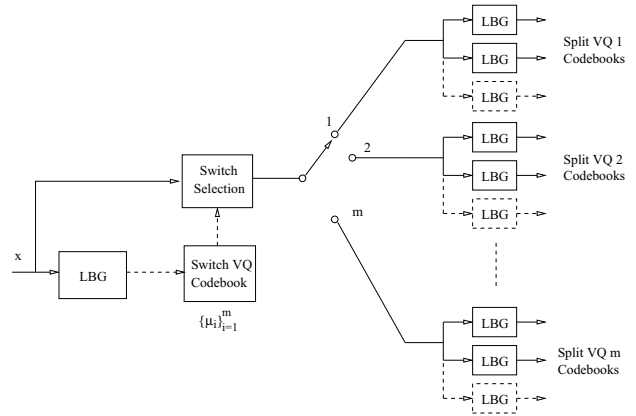 LBG
Split VQ 1
LBG
Codebooks
LBG
1
LBG
2
Split VQ 2
Switch
Selection
LBG
Codebooks
LBG
m
x
LBG
Switch VQ
Codebook
{μi}i=1m
LBG
LBG
Split VQ m
Codebooks
LBG